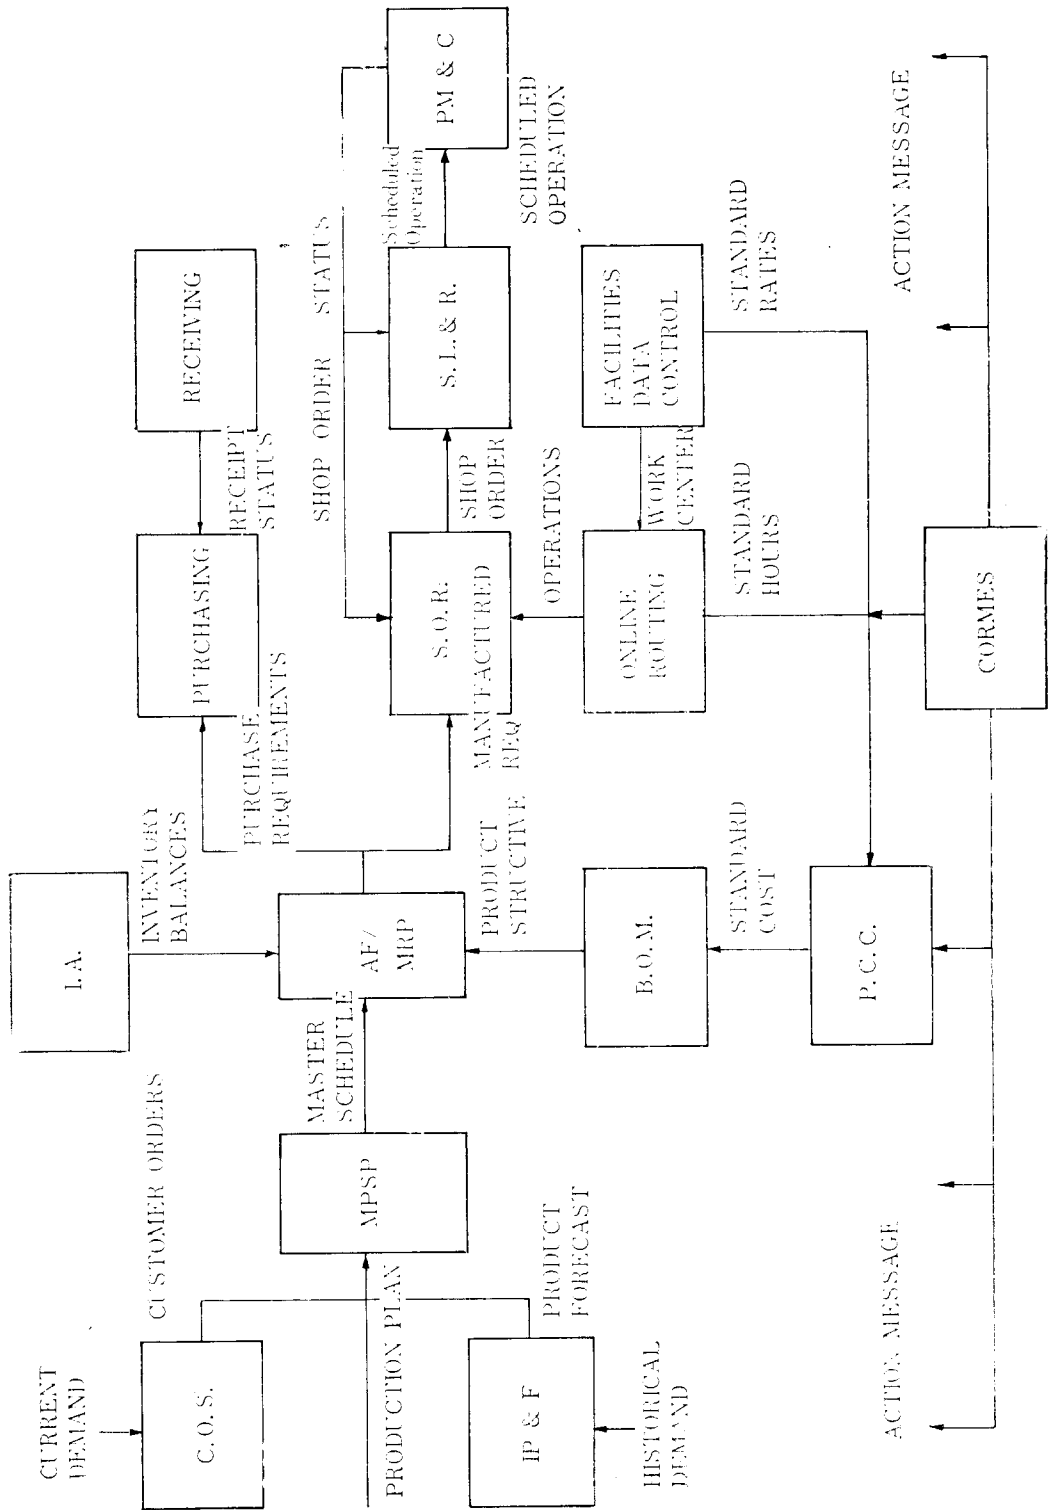 CURRENT
DEMAND
C.O.S.
CUSTOMER ORDERS
PRODUCTION PLAN
IP & F
PRODUCT
FORECAST
HISTORICAL
DEMAND
MPSP
MASTER
SCHEDULE
I.A.
INVENTORY
BALANCES
AF/
MRP
PRODUCT
STRUCTIVE
B.O.M.
STANDARD
COST
P.C.C.
PURCHASE
REQUIREMENTS
PURCHASING
RECEIPT
STATUS
RECEIVING
SHOP ORDER STATUS
MANUFACTURED
REQ
S.O.R.
SHOP
ORDER
S.L.& R.
Scheduled
Operation
PM & C
SCHEDULED
OPERATION
OPERATIONS
ONLINE
ROUTING
WORK
CENTER
FACILITIES
DATA
CONTROL
STANDARD
HOURS
STANDARD
RATES
ACTION MESSAGE
CORMES
ACTION MESSAGE